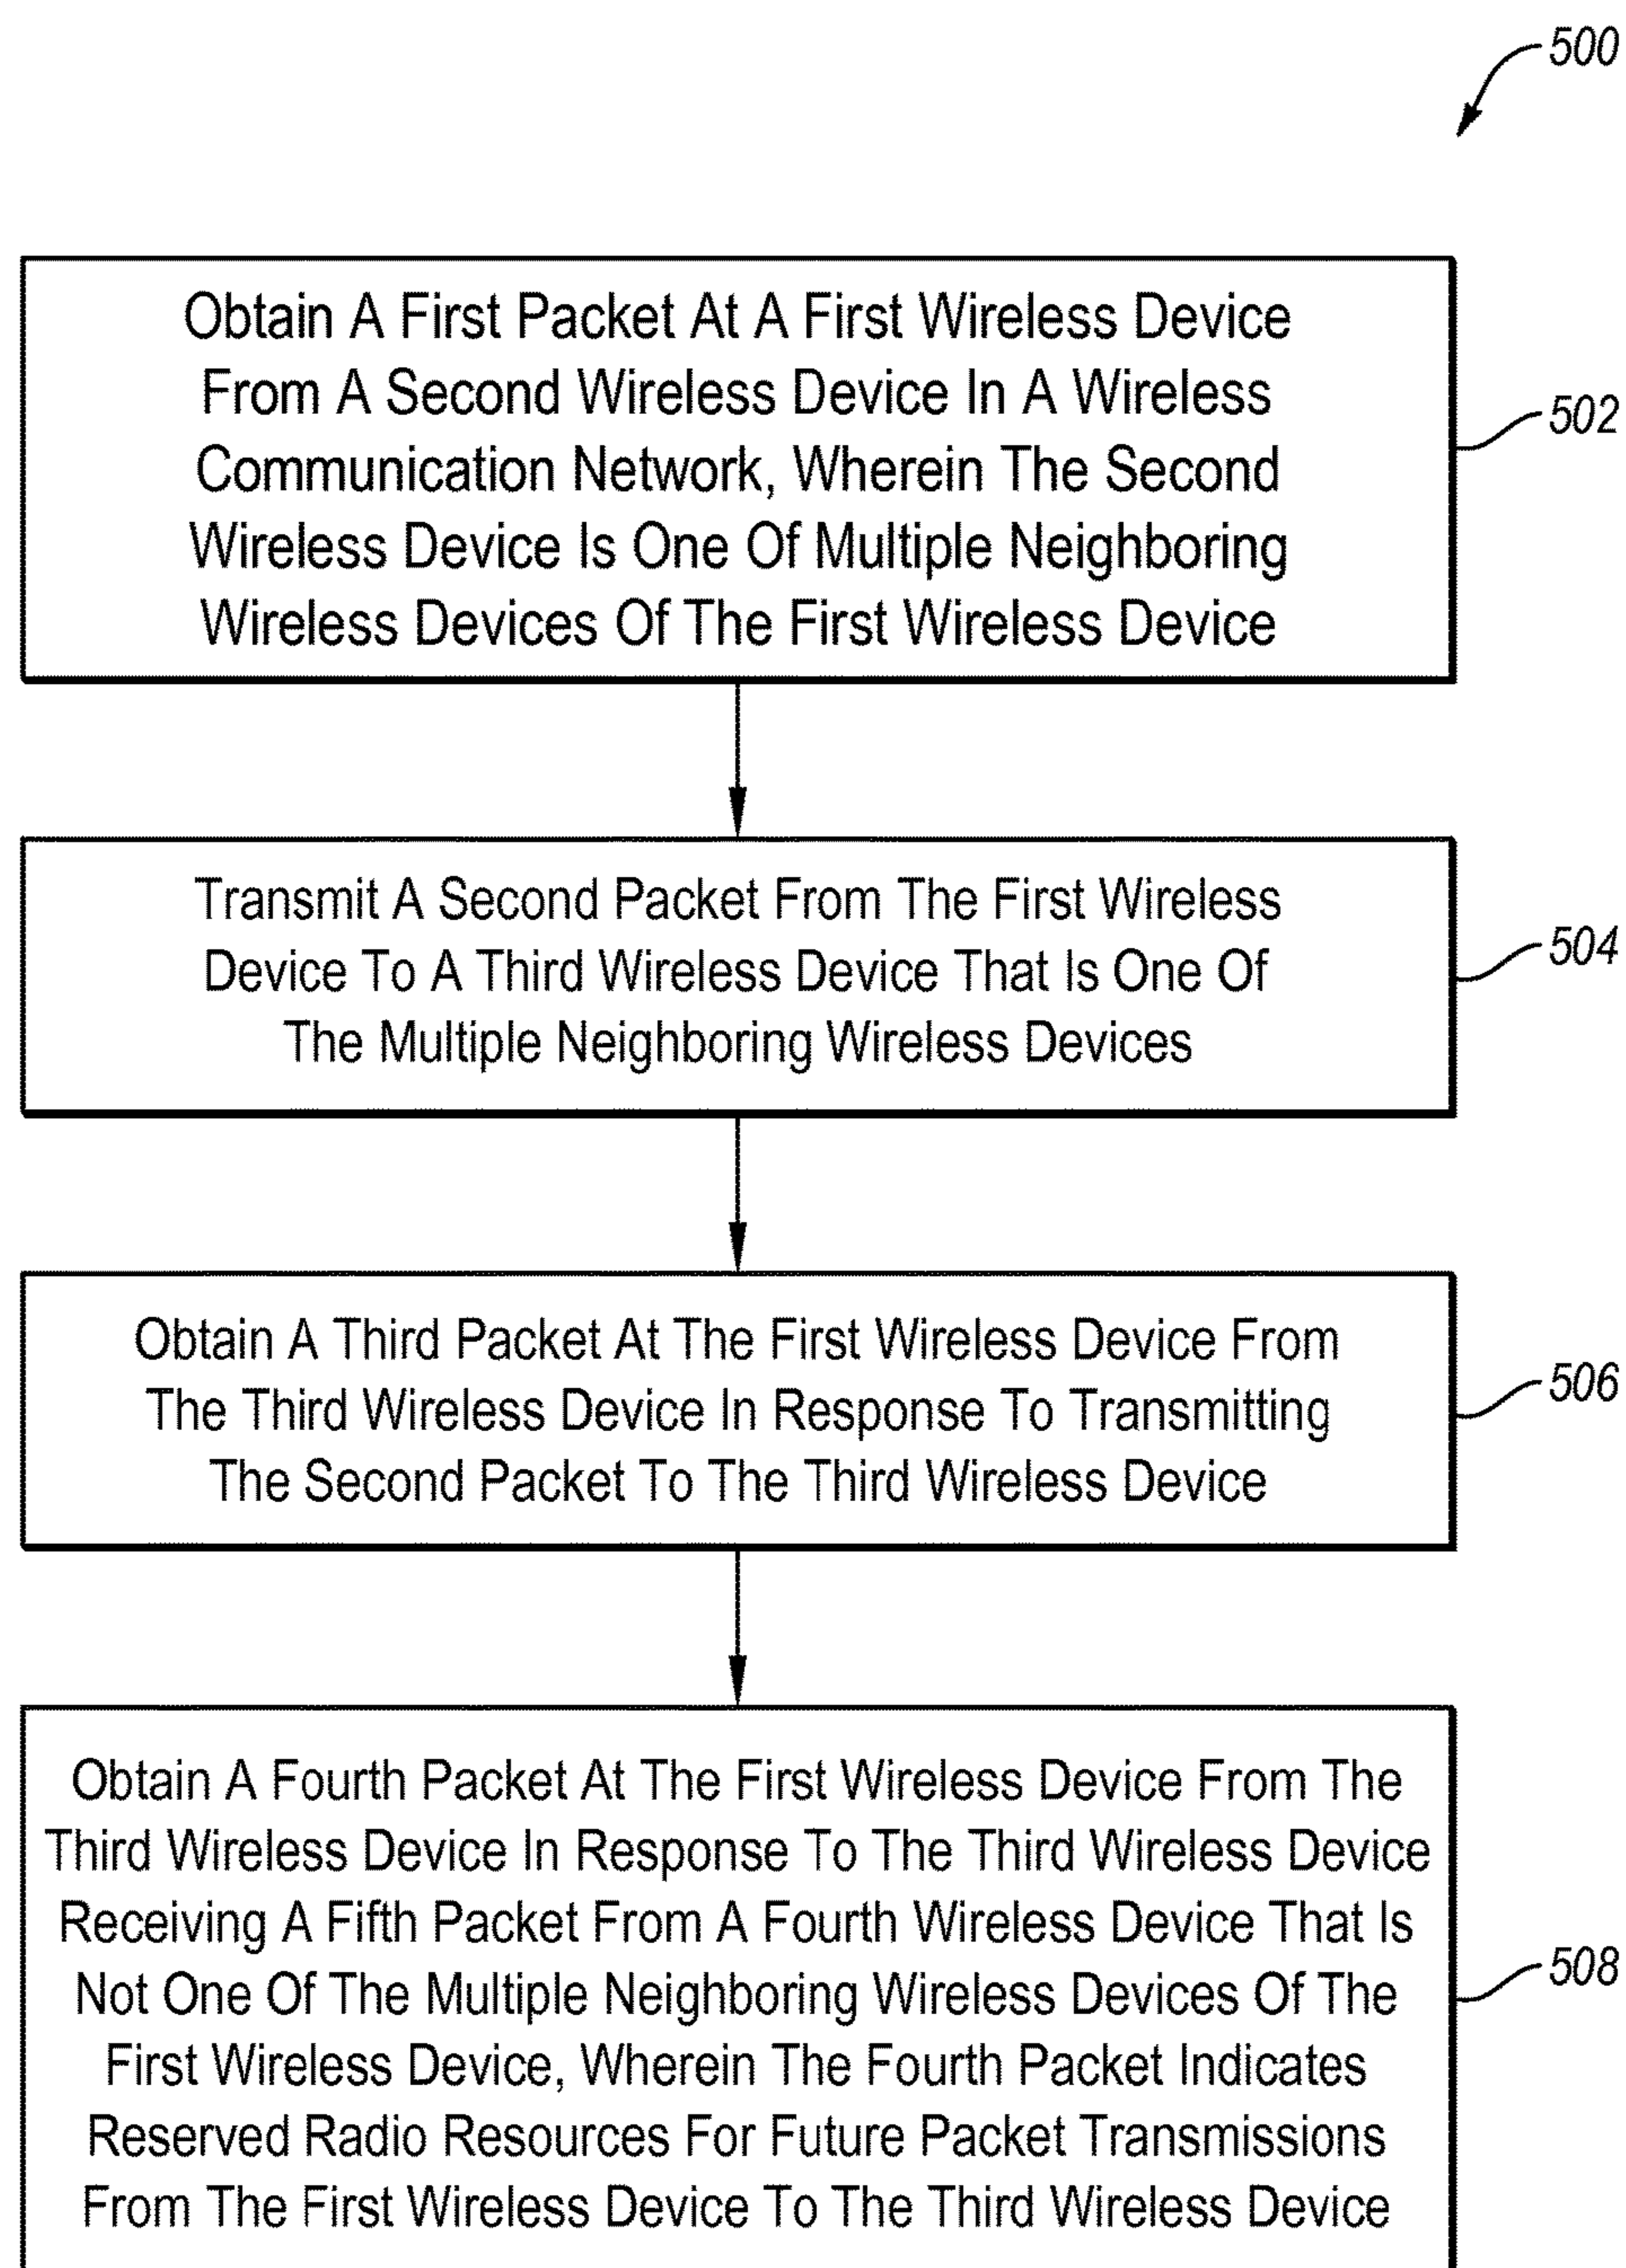 500
Obtain A First Packet At A First Wireless Device
From A Second Wireless Device In A Wireless
Communication Network, Wherein The Second
Wireless Device Is One Of Multiple Neighboring
Wireless Devices Of The First Wireless Device
502
Transmit A Second Packet From The First Wireless
Device To A Third Wireless Device That Is One Of
The Multiple Neighboring Wireless Devices
504
Obtain A Third Packet At The First Wireless Device From
The Third Wireless Device In Response To Transmitting
The Second Packet To The Third Wireless Device
506
Obtain A Fourth Packet At The First Wireless Device From The
Third Wireless Device In Response To The Third Wireless Device
Receiving A Fifth Packet From A Fourth Wireless Device That Is
Not One Of The Multiple Neighboring Wireless Devices Of The
First Wireless Device, Wherein The Fourth Packet Indicates
Reserved Radio Resources For Future Packet Transmissions
From The First Wireless Device To The Third Wireless Device
508